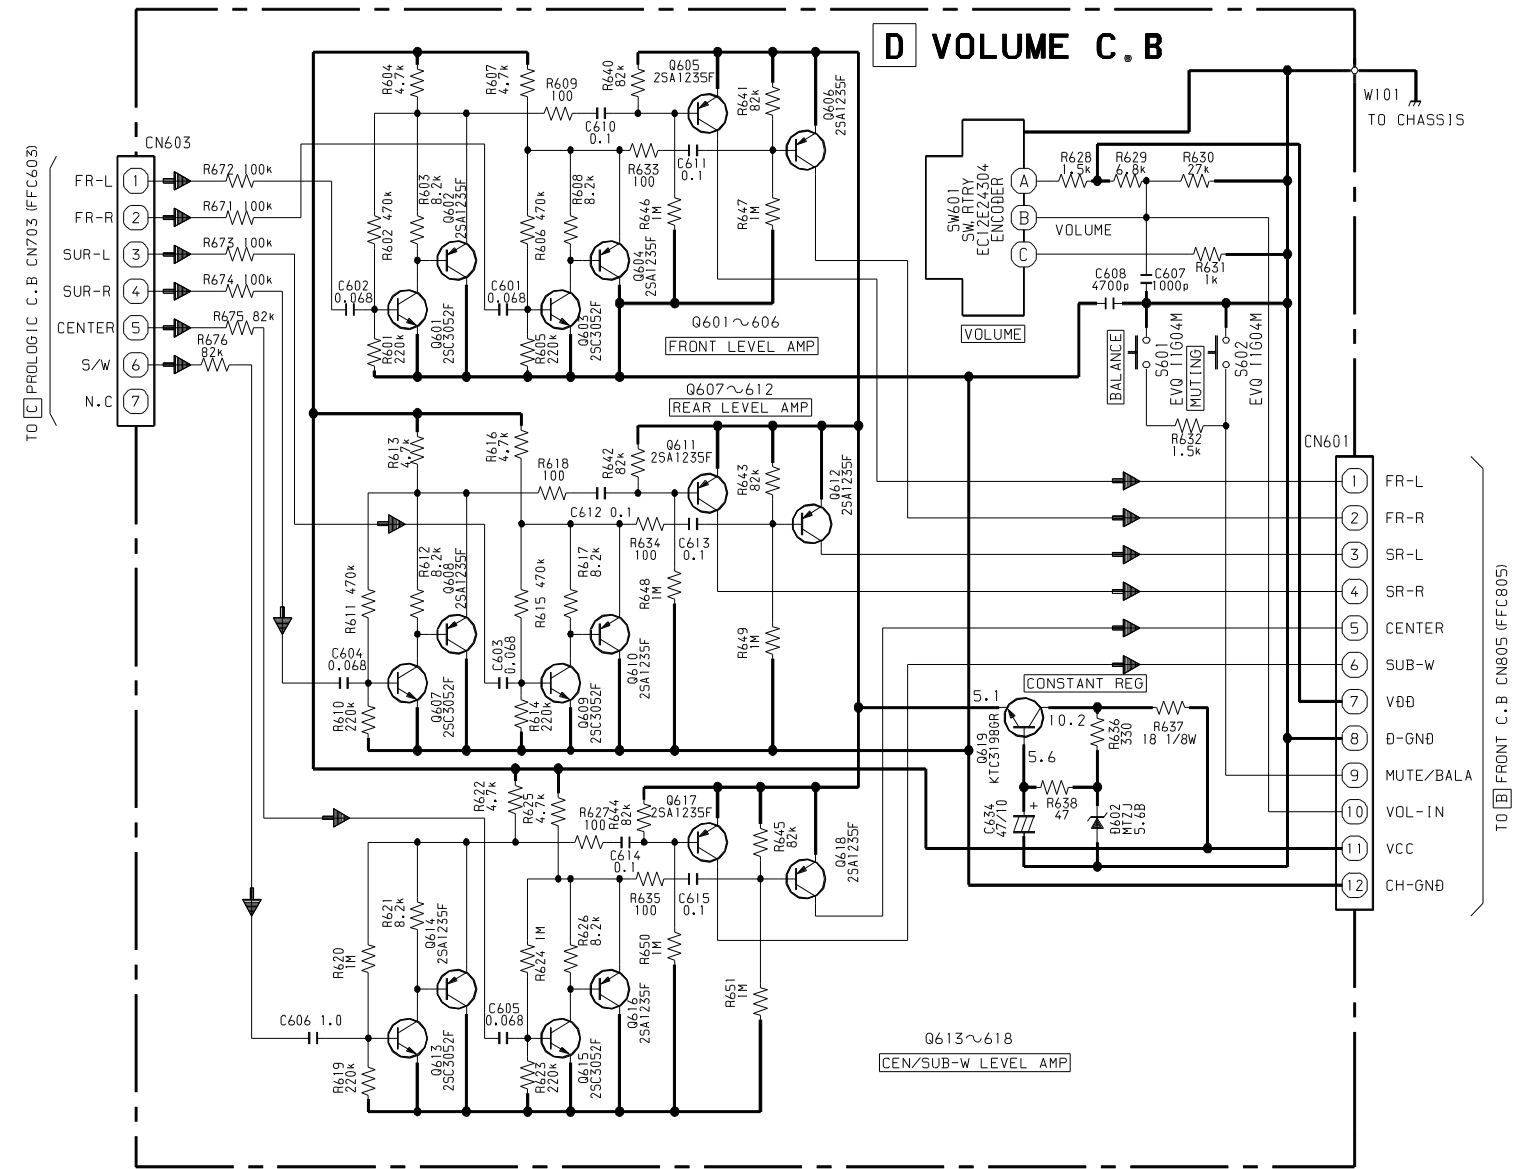 D VOLUME C.B
W101
TO CHASSIS
CN603
TO C PROLOGIC C.B CN703 (FFC603)
FR-L 1
FR-R 2
SUR-L 3
SUR-R 4
CENTER 5
S/W 6
N.C 7
R672 100k
R671 100k
R673 100k
R674 100k
R675 82k
R676
82k
R604
4.7k
R607
4.7k
R609
100
R640
82k
Q605
2SA1235F
R641
82k
Q606
2SA1235F
C610
0.1
R633
100
C611
0.1
R602 470k
R603
8.2k
Q602
2SA1235F
R606 470k
R608
8.2k
Q604
2SA1235F
R646
1M
R647
1M
C602
0.068
R601
220k
Q601
2SC3052F
C601
0.068
R605
220k
Q603
2SC3052F
Q601~606
FRONT LEVEL AMP
SW601
SW,RTRY
EC12E24304
ENCODER
A
B
C
VOLUME
VOLUME
R628
1.5k
R629
6.8k
R630
27k
R631
1k
C608
4700p
C607
1000p
BALANCE
S601
EVQ 11G04M
MUTING
S602
EVQ 11G04M
R632
1.5k
Q607~612
REAR LEVEL AMP
R613
4.7k
R616
4.7k
R618
100
R642
82k
Q611
2SA1235F
R643
82k
Q612
2SA1235F
C612 0.1
R634
100
C613
0.1
R611 470k
R612
8.2k
Q608
2SA1235F
R615 470k
R617
8.2k
Q610
2SA1235F
R648
1M
R649
1M
C604
0.068
R610
220k
Q607
2SC3052F
C603
0.068
R614
220k
Q609
2SC3052F
CONSTANT REG
5.1
10.2
5.6
Q619
KTC3198GR
R636
330
R637
18 1/8W
R638
47
C634
47/10
+
D602
MTZJ
5.6B
R622
4.7k
R625
4.7k
R627
100
R644
82k
Q617
2SA1235F
R645
82k
Q618
2SA1235F
C614
0.1
R635
100
C615
0.1
R620
1M
R621
8.2k
Q614
2SA1235F
R624 1M
R626
8.2k
Q616
2SA1235F
R650
1M
R651
1M
C606 1.0
R619
220k
Q613
2SC3052F
C605
0.068
R623
220k
Q615
2SC3052F
Q613~618
CEN/SUB-W LEVEL AMP
CN601
1 FR-L
2 FR-R
3 SR-L
4 SR-R
5 CENTER
6 SUB-W
7 VDD
8 D-GND
9 MUTE/BALA
10 VOL-IN
11 VCC
12 CH-GND
TO B FRONT C.B CN805 (FFC805)